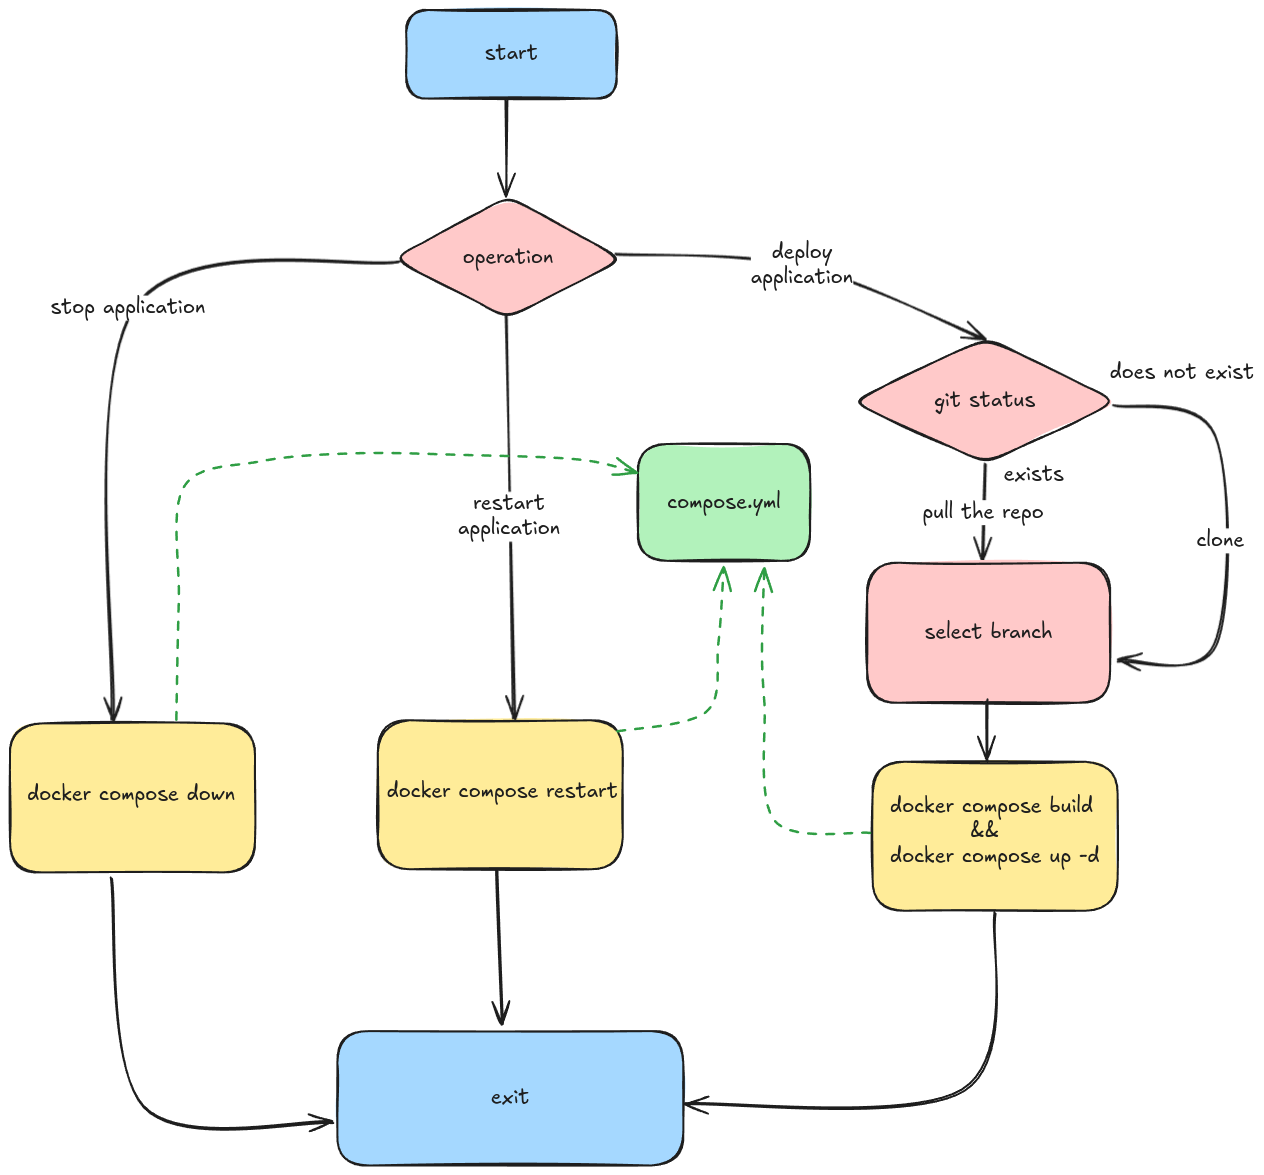 start
operation
deploy
application
stop application
git status
does not exist
exists
pull the repo
clone
compose.yml
restart
application
select branch
docker compose down
docker compose restart
docker compose build
&&
docker compose up -d
exit